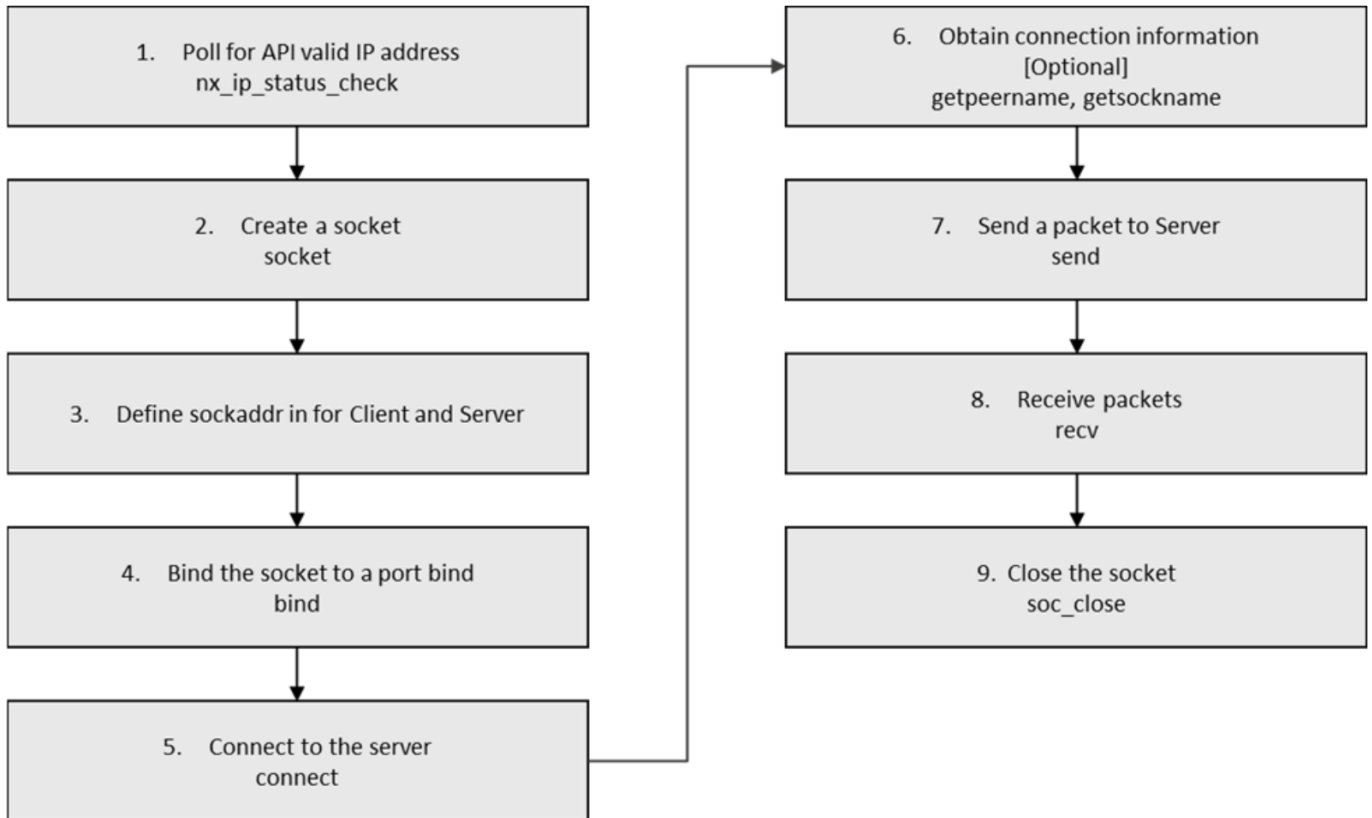 1. Poll for API valid IP address
nx_ip_status_check
2. Create a socket
socket
3. Define sockaddr in for Client and Server
4. Bind the socket to a port bind
bind
5. Connect to the server
connect
6. Obtain connection information
[Optional]
getpeername, getsockname
7. Send a packet to Server
send
8. Receive packets
recv
9. Close the socket
soc_close